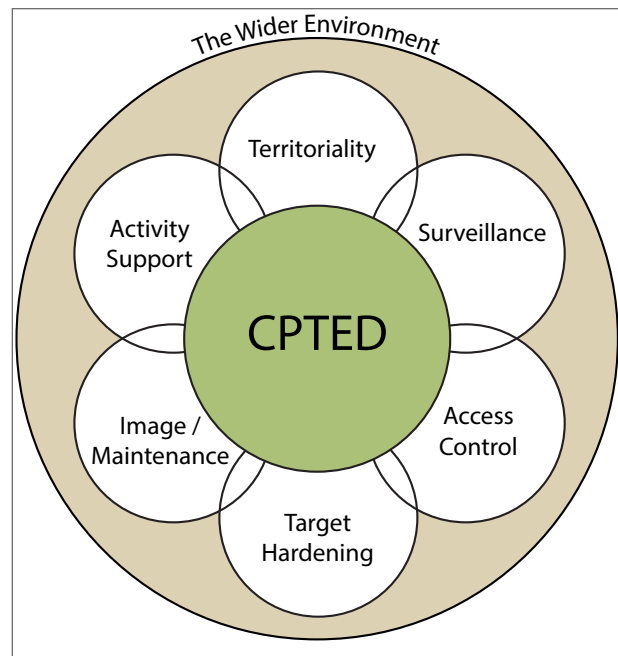 The Wider Environment
Territoriality
Surveillance
Access
Control
Target
Hardening
Image /
Maintenance
Activity
Support
CPTED